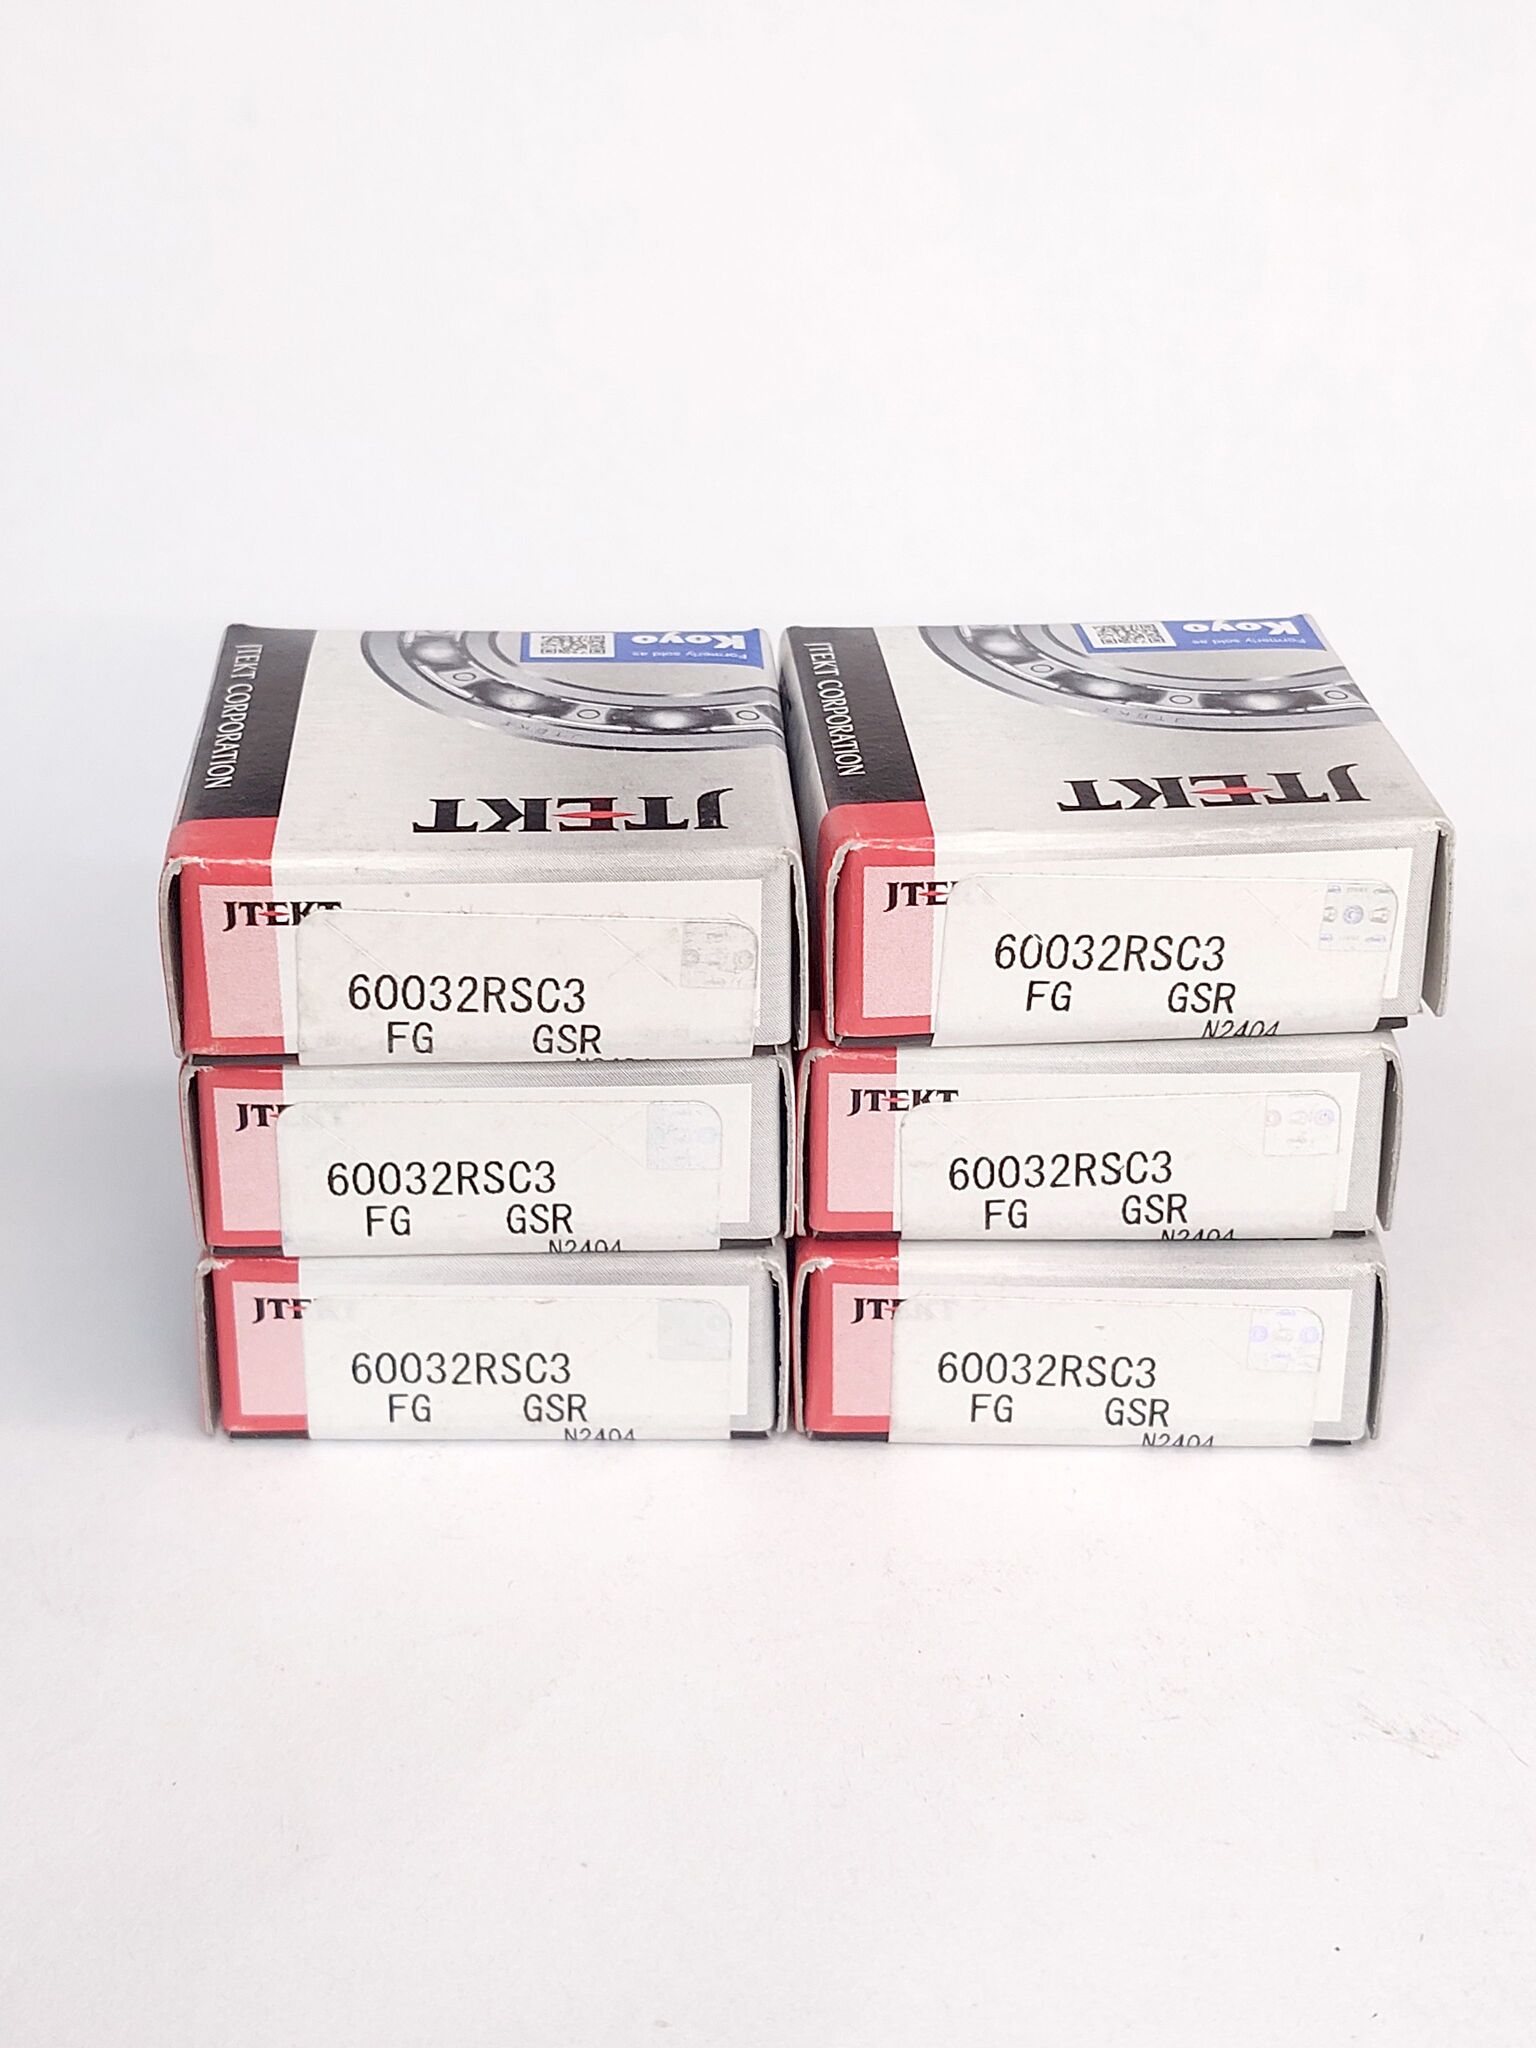 JTEKT CORPORATION
Koyo
Formerly sold as
JTEKT
JTEKT
JTEKT
60032RSC3
FG GSR
JTEKT CORPORATION
Koyo
Formerly sold as
JTEKT
JTEKT
60032RSC3
FG GSR
N2404
60032RSC3
FG GSR
N2404
JTEKT
60032RSC3
FG GSR
N2404
60032RSC3
FG GSR
N2404
JTEKT
60032RSC3
FG GSR
N2404